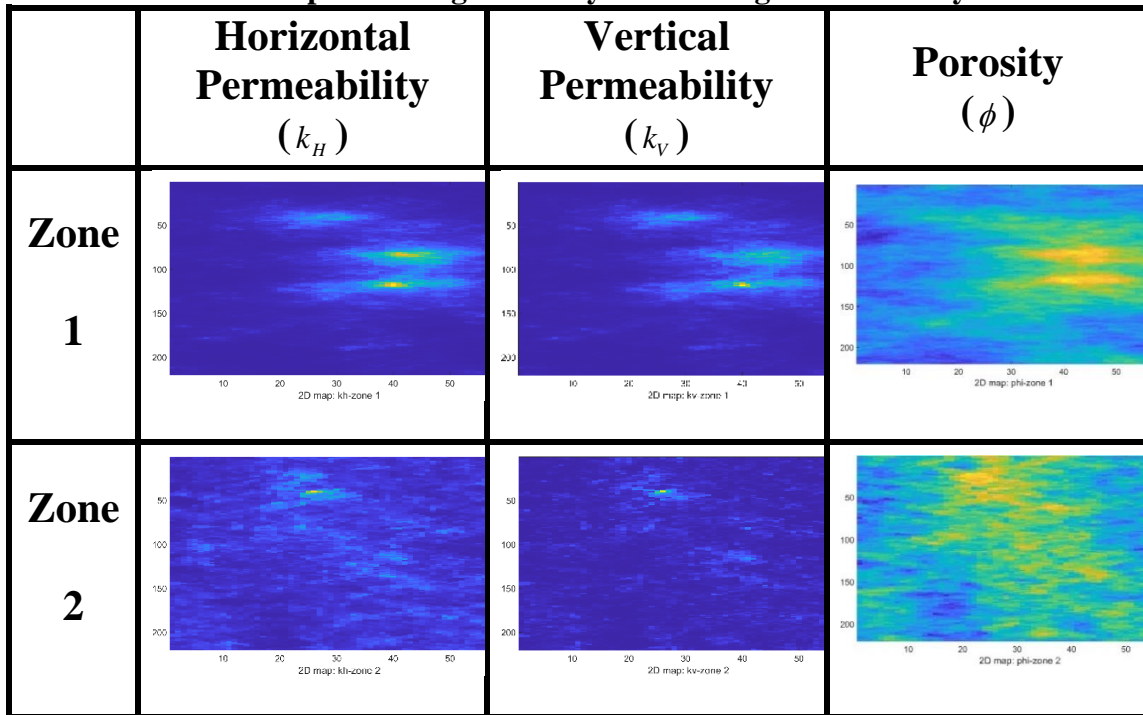 Horizontal
Permeability
(k_H)
Vertical
Permeability
(k_V)
Porosity
(ϕ)
Zone
1
50
100
150
200
10 20 30 40 50
2D map: kh-zone 1
50
100
150
200
10 20 30 40 50
2D map: kv-zone 1
50
100
150
200
10 20 30 40 50
2D map: phi-zone 1
Zone
2
50
100
150
200
10 20 30 40 50
2D map: kh-zone 2
50
100
150
200
10 20 30 40 50
2D map: kv-zone 2
50
100
150
200
10 20 30 40 50
2D map: phi-zone 2